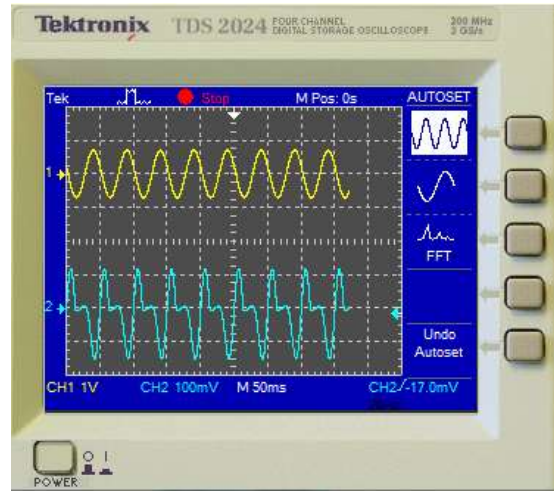 Tektronix TDS 2024 FOUR CHANNEL DIGITAL STORAGE OSCILLOSCOPE 200 MHz 2 GS/s
Tek Stop M Pos: 0s AUTOSET
1
FFT
2
Undo
Autoset
CH1 1V CH2 100mV M 50ms CH2 -17.0mV
POWER